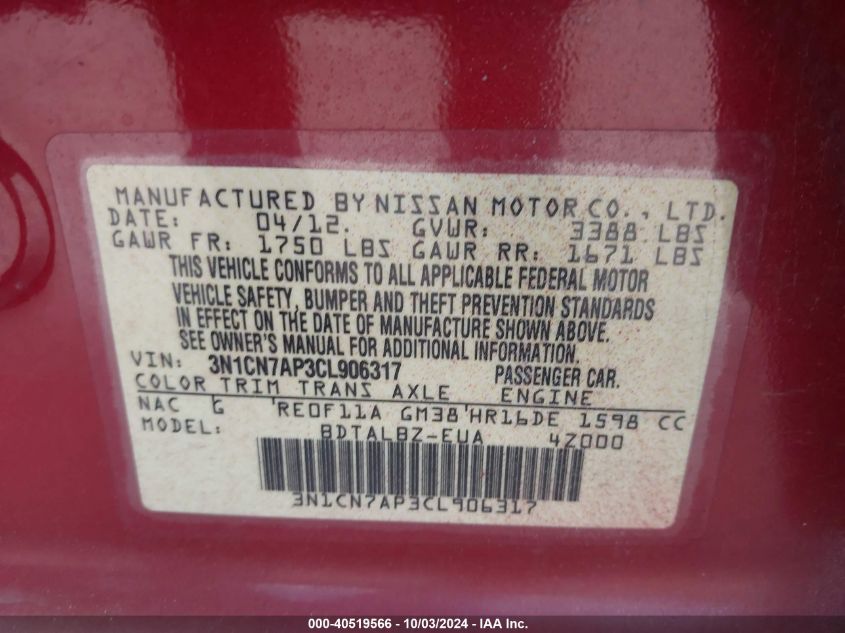 MANUFACTURED BY NISSAN MOTOR CO., LTD.
DATE: 04/12. GVWR: 3388 LBS
GAWR FR: 1750 LBS GAWR RR: 1671 LBS
THIS VEHICLE CONFORMS TO ALL APPLICABLE FEDERAL MOTOR
VEHICLE SAFETY, BUMPER AND THEFT PREVENTION STANDARDS
IN EFFECT ON THE DATE OF MANUFACTURE SHOWN ABOVE.
SEE OWNER'S MANUAL FOR ADDITIONAL INFORMATION.
VIN: 3N1CN7AP3CL906317 PASSENGER CAR.
COLOR TRIM TRANS AXLE ENGINE
NAC G RE0F11A GM38 HR16DE 1598 CC
MODEL: BDTALBZ-EUA 4Z000
3N1CN7AP3CL906317
000-40519566 - 10/03/2024 - IAA Inc.